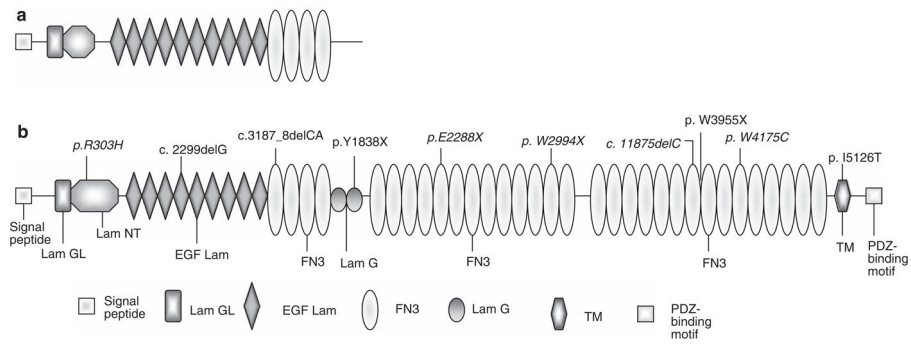 a
b
p.R303H
c. 2299delG
c.3187_8delCA
p.Y1838X
p.E2288X
p. W2994X
c. 11875delC
p. W3955X
p. W4175C
p. I5126T
Signal
peptide
Lam GL
Lam NT
EGF Lam
FN3
Lam G
FN3
FN3
TM
PDZ-
binding
motif
Signal
peptide
Lam GL
EGF Lam
FN3
Lam G
TM
PDZ-
binding
motif